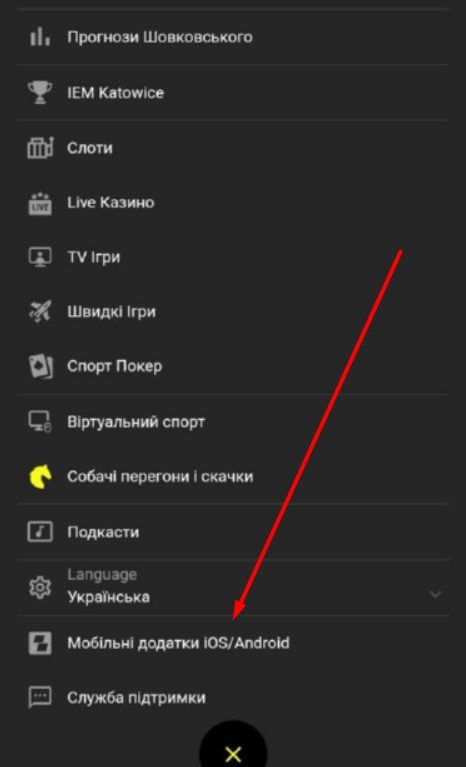 Прогнози Шовковського
IEM Katowice
Слоти
LIVE
Live Казино
TV Ігри
Швидкі Ігри
Спорт Покер
Віртуальний спорт
Собачі перегони і скачки
Подкасти
Language
Українська
Мобільні додатки iOS/Android
Служба підтримки